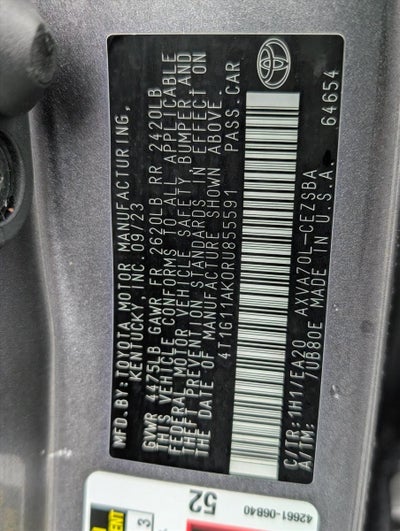 MFD.BY:TOYOTA MOTOR MANUFACTURING,
KENTUCKY, INC. 09/23
GVWR 4475LB GAWR FR 2620LB RR 2420LB
THIS VEHICLE CONFORMS TO ALL APPLICABLE
FEDERAL MOTOR VEHICLE SAFETY, BUMPER, AND
THEFT PREVENTION STANDARDS IN EFFECT ON
THE DATE OF MANUFACTURE SHOWN ABOVE.
4T1G11AK0RU855591 PASS.CAR
C/TR: 1H1/EA20 AXVA70L-CEZSBA
A/TM: /UB80E MADE IN U.S.A.
64654
52
42661-06840